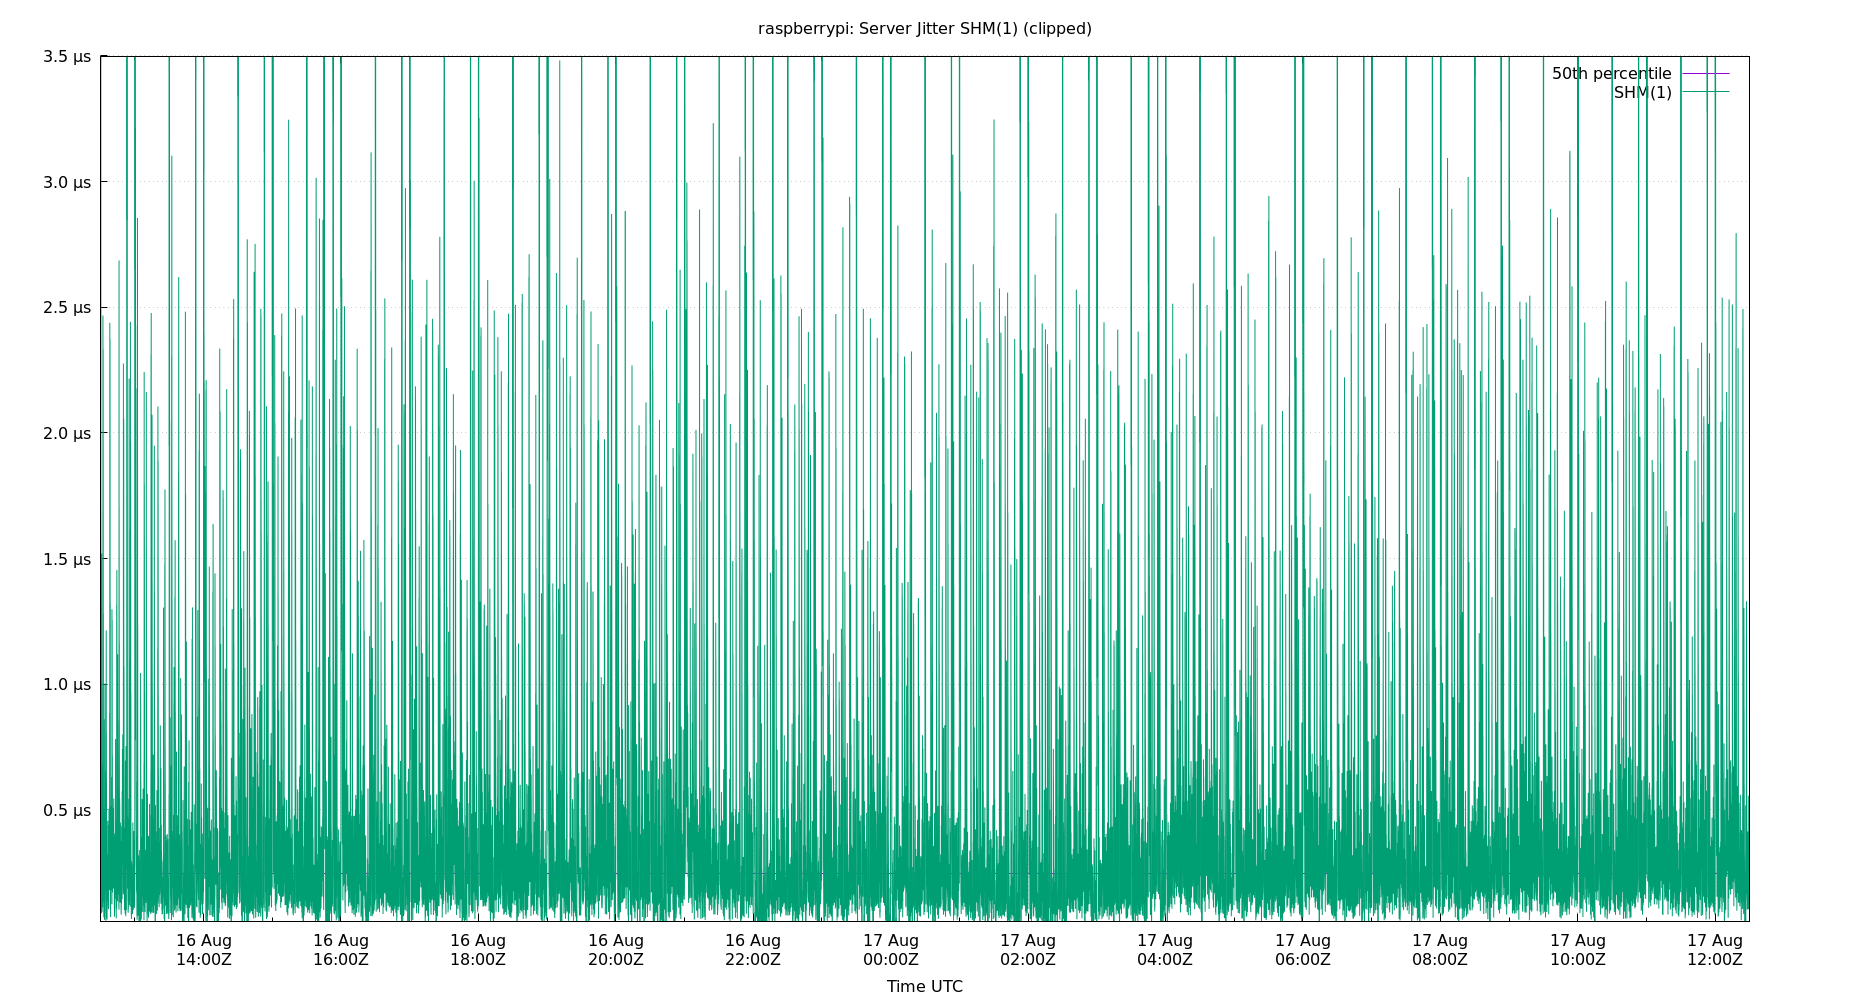 raspberrypi: Server Jitter SHM(1) (clipped)
3.5 µs
50th percentile
SHM(1)
3.0 µs
2.5 µs
2.0 µs
1.5 µs
1.0 µs
0.5 µs
16 Aug 16 Aug 16 Aug 16 Aug 16 Aug 17 Aug 17 Aug 17 Aug 17 Aug 17 Aug 17 Aug 17 Aug
14:00Z 16:00Z 18:00Z 20:00Z 22:00Z 00:00Z 02:00Z 04:00Z 06:00Z 08:00Z 10:00Z 12:00Z
Time UTC